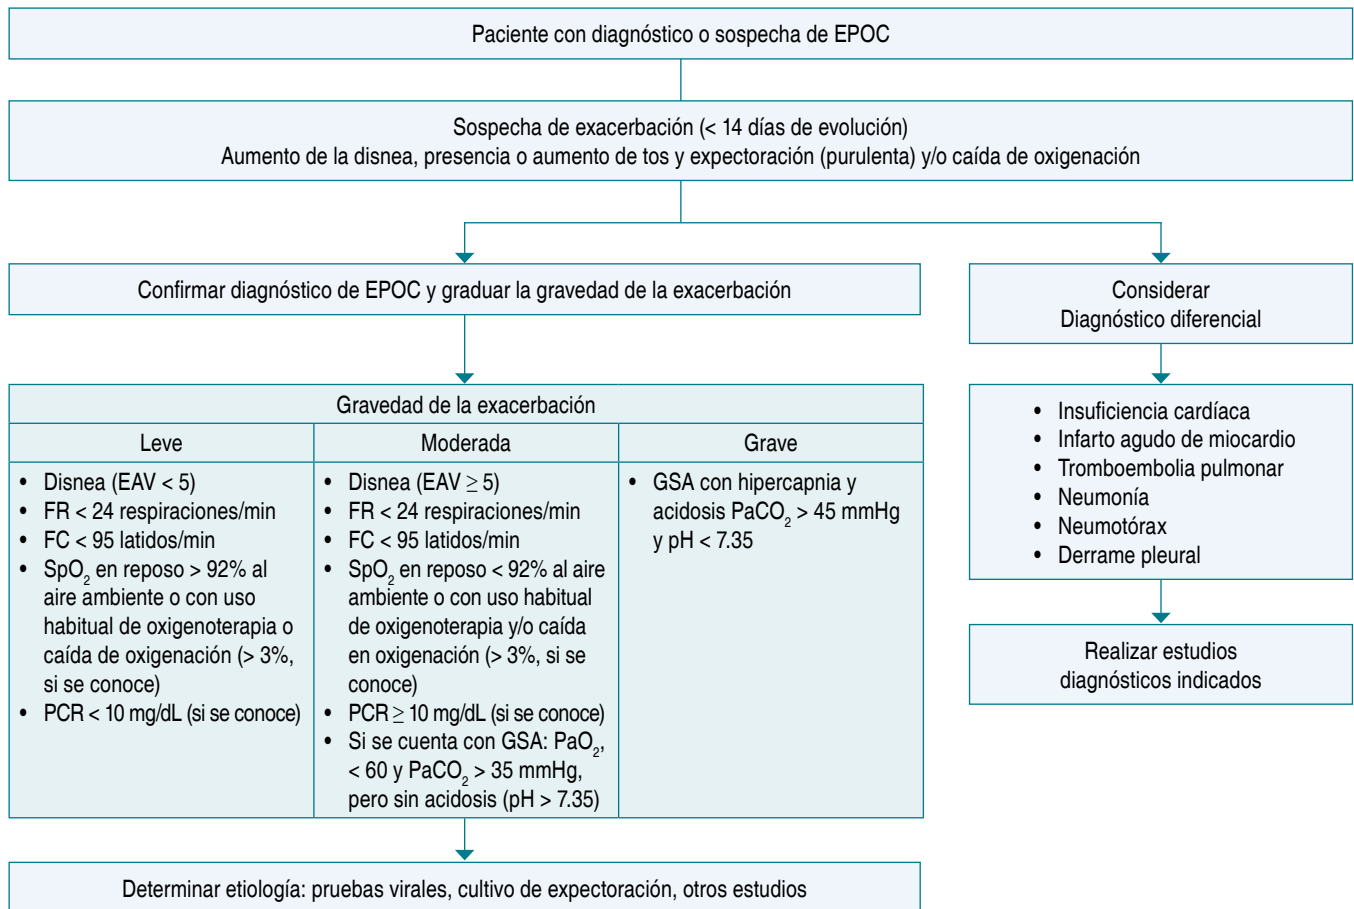 Paciente con diagnóstico o sospecha de EPOC
Sospecha de exacerbación (< 14 días de evolución)
Aumento de la disnea, presencia o aumento de tos y expectoración (purulenta) y/o caída de oxigenación
Confirmar diagnóstico de EPOC y graduar la gravedad de la exacerbación
Gravedad de la exacerbación
Leve
• Disnea (EAV < 5)
• FR < 24 respiraciones/min
• FC < 95 latidos/min
• SpO2 en reposo > 92% al
aire ambiente o con uso
habitual de oxigenoterapia o
caída de oxigenación (> 3%,
si se conoce)
• PCR < 10 mg/dL (si se conoce)
Moderada
• Disnea (EAV ≥ 5)
• FR < 24 respiraciones/min
• FC < 95 latidos/min
• SpO2 en reposo < 92% al aire
ambiente o con uso habitual
de oxigenoterapia y/o caída
en oxigenación (> 3%, si se
conoce)
• PCR ≥ 10 mg/dL (si se conoce)
• Si se cuenta con GSA: PaO2,
< 60 y PaCO2 > 35 mmHg,
pero sin acidosis (pH > 7.35)
Grave
• GSA con hipercapnia y
acidosis PaCO2 > 45 mmHg
y pH < 7.35
Determinar etiología: pruebas virales, cultivo de expectoración, otros estudios
Considerar
Diagnóstico diferencial
• Insuficiencia cardíaca
• Infarto agudo de miocardio
• Tromboembolia pulmonar
• Neumonía
• Neumotórax
• Derrame pleural
Realizar estudios
diagnósticos indicados